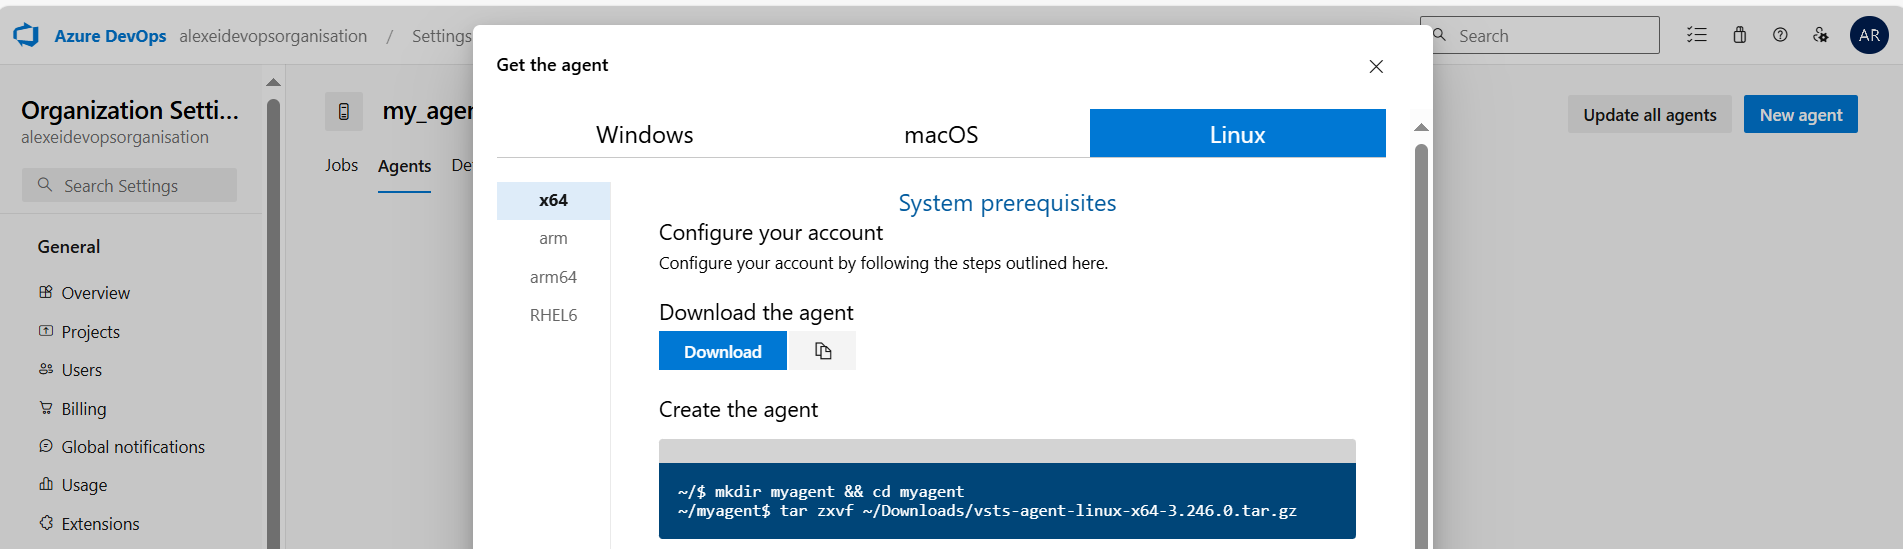 Azure DevOps alexeidevopsorganisation / Settings
Search
AR
Organization Setti...
alexeidevopsorganisation
Search Settings
General
Overview
Projects
Users
Billing
Global notifications
Usage
Extensions
Jobs Agents
Update all agents New agent
Get the agent
Windows macOS Linux
x64
arm
arm64
RHEL6
System prerequisites
Configure your account
Configure your account by following the steps outlined here.
Download the agent
Download
Create the agent
~/$ mkdir myagent && cd myagent
~/myagent$ tar zxvf ~/Downloads/vsts-agent-linux-x64-3.246.0.tar.gz